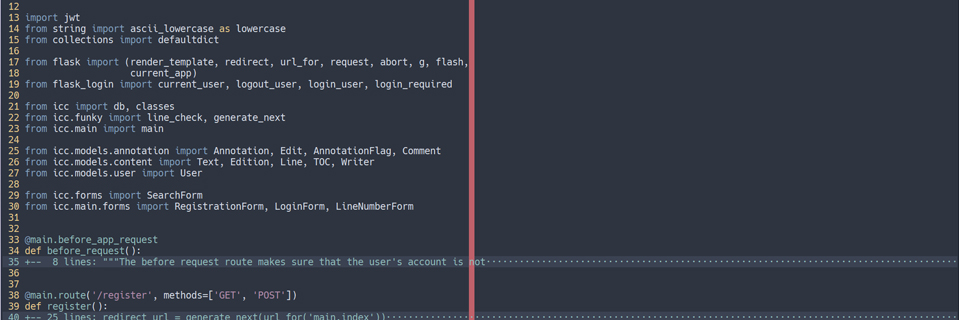 12
13 import jwt
14 from string import ascii_lowercase as lowercase
15 from collections import defaultdict
16
17 from flask import (render_template, redirect, url_for, request, abort, g, flash,
18                    current_app)
19 from flask_login import current_user, logout_user, login_user, login_required
20
21 from icc import db, classes
22 from icc.funky import line_check, generate_next
23 from icc.main import main
24
25 from icc.models.annotation import Annotation, Edit, AnnotationFlag, Comment
26 from icc.models.content import Text, Edition, Line, TOC, Writer
27 from icc.models.user import User
28
29 from icc.forms import SearchForm
30 from icc.main.forms import RegistrationForm, LoginForm, LineNumberForm
31
32
33 @main.before_app_request
34 def before_request():
35 +--  8 lines: """The before request route makes sure that the user's account is not
36
37
38 @main.route('/register', methods=['GET', 'POST'])
39 def register():
40 +-- 25 lines: redirect_url = generate_next(url_for('main.index'))